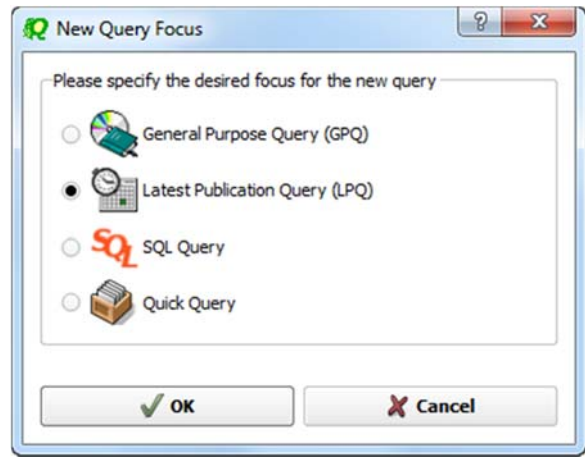 New Query Focus
Please specify the desired focus for the new query
General Purpose Query (GPQ)
Latest Publication Query (LPQ)
SQL SQL Query
Quick Query
OK Cancel